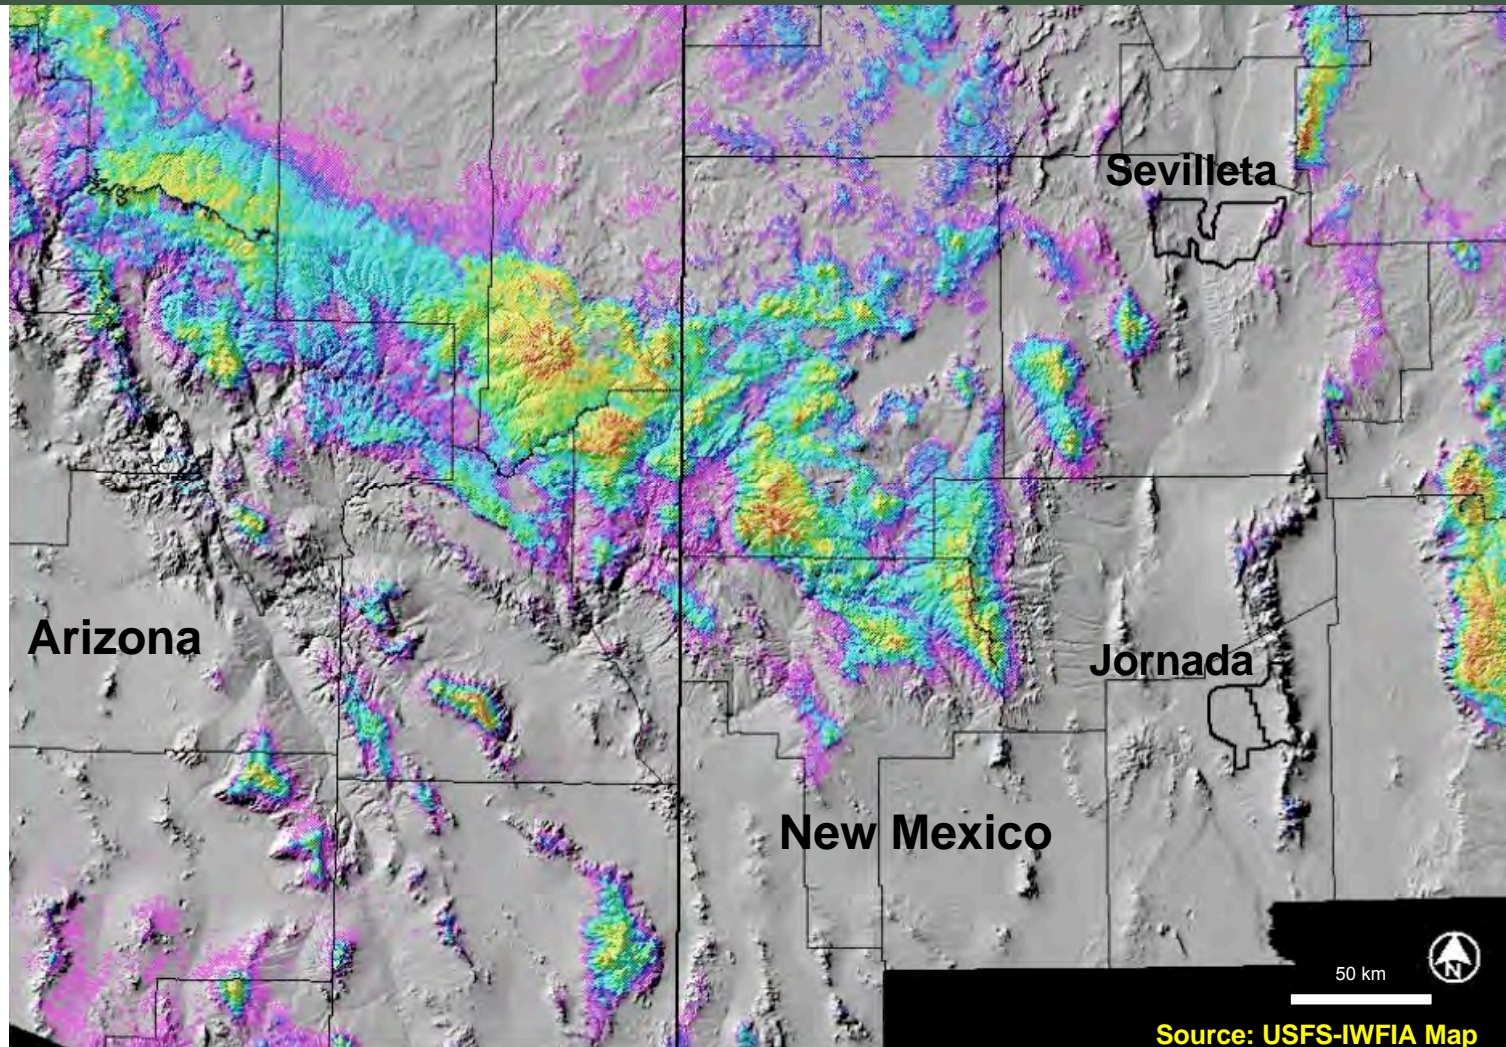 Sevilleta
Arizona
Jornada
New Mexico
50 km
N
Source: USFS-IWFIA Map